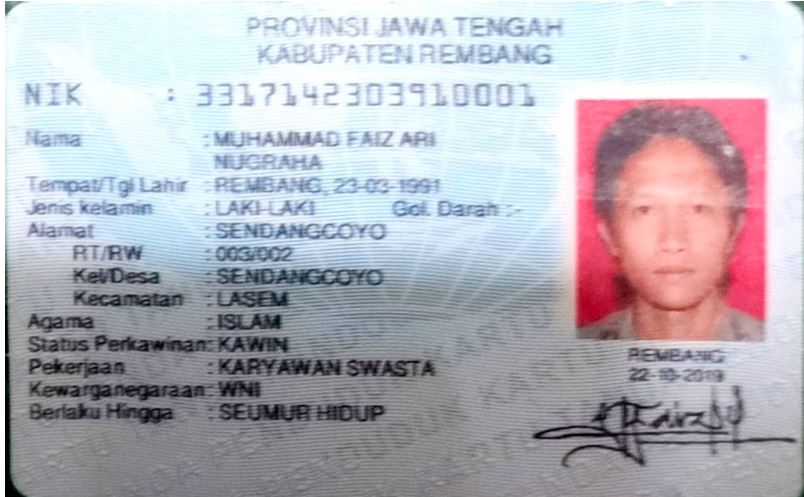 PROVINSI JAWA TENGAH
KABUPATEN REMBANG
NIK : 3317142303910001
Nama : MUHAMMAD FAIZ ARI
NUGRAHA
Tempat/Tgl Lahir : REMBANG, 23-03-1991
Jenis kelamin : LAKI-LAKI Gol. Darah :-
Alamat : SENDANGCOYO
RT/RW : 003/002
Kel/Desa : SENDANGCOYO
Kecamatan : LASEM
Agama : ISLAM
Status Perkawinan: KAWIN
Pekerjaan : KARYAWAN SWASTA
Kewarganegaraan: WNI
Berlaku Hingga : SEUMUR HIDUP
REMBANG
22-10-2019